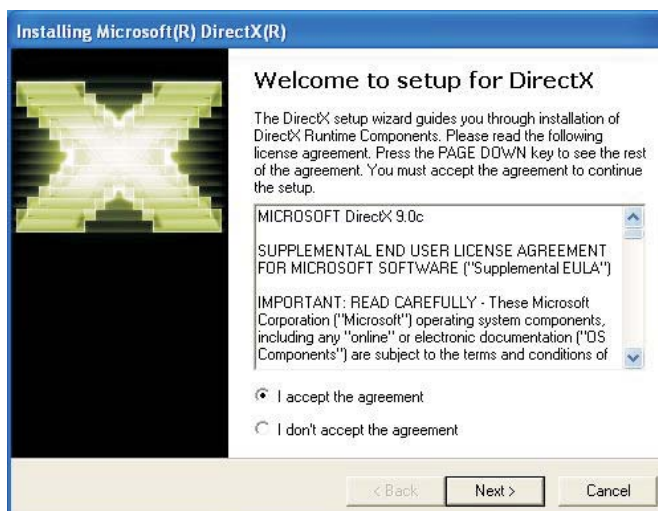 Installing Microsoft(R) DirectX(R)
Welcome to setup for DirectX
The DirectX setup wizard guides you through installation of
DirectX Runtime Components. Please read the following
license agreement. Press the PAGE DOWN key to see the rest
of the agreement. You must accept the agreement to continue
the setup.
MICROSOFT DirectX 9.0c
SUPPLEMENTAL END USER LICENSE AGREEMENT
FOR MICROSOFT SOFTWARE ("Supplemental EULA")
IMPORTANT: READ CAREFULLY - These Microsoft
Corporation ("Microsoft") operating system components,
including any "online" or electronic documentation ("OS
Components") are subject to the terms and conditions of
I accept the agreement
I don't accept the agreement
< Back Next > Cancel